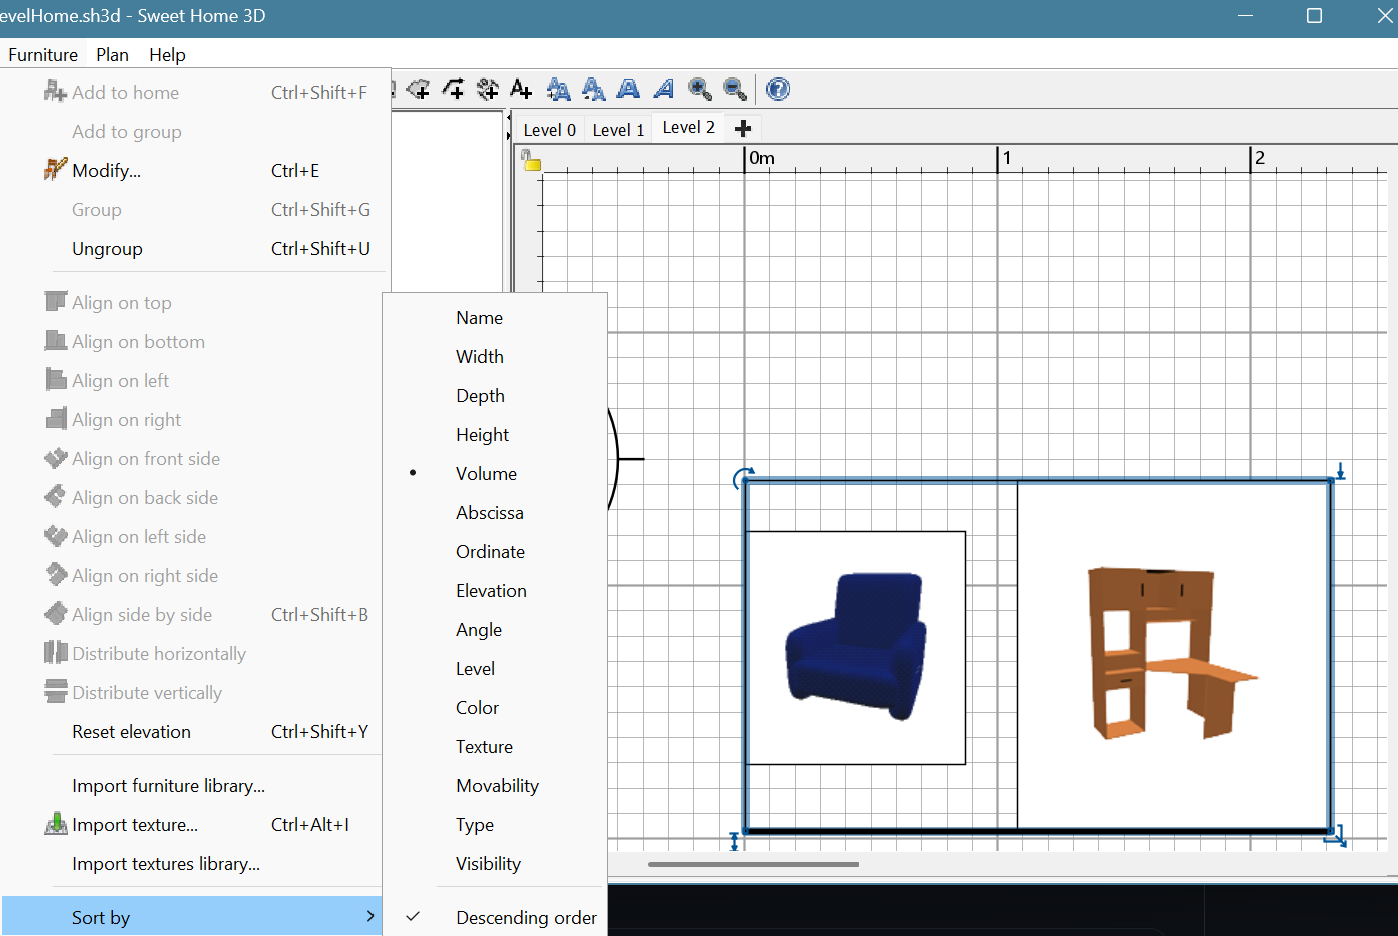 evelHome.sh3d - Sweet Home 3D
Furniture Plan Help
Add to home Ctrl+Shift+F
Add to group
Modify... Ctrl+E
Group Ctrl+Shift+G
Ungroup Ctrl+Shift+U
Align on top
Align on bottom
Align on left
Align on right
Align on front side
Align on back side
Align on left side
Align on right side
Align side by side Ctrl+Shift+B
Distribute horizontally
Distribute vertically
Reset elevation Ctrl+Shift+Y
Import furniture library...
Import texture... Ctrl+Alt+I
Import textures library...
Sort by
Name
Width
Depth
Height
Volume
Abscissa
Ordinate
Elevation
Angle
Level
Color
Texture
Movability
Type
Visibility
Descending order
Level 0 Level 1 Level 2
0m 1 2